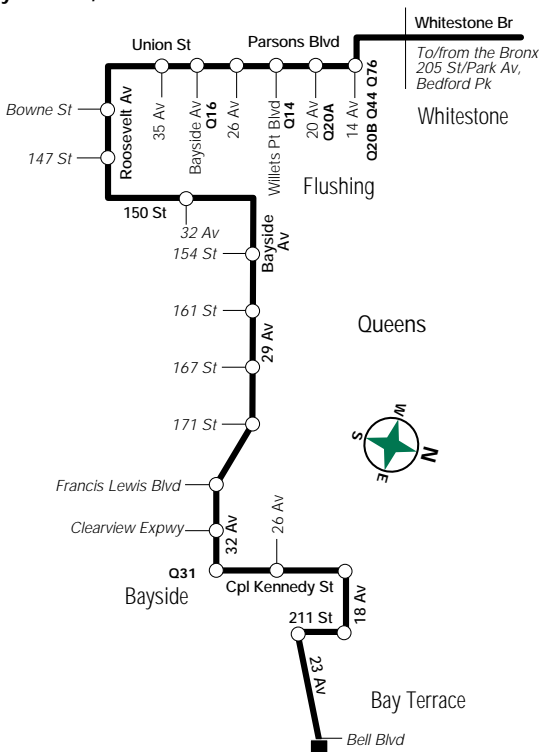 Whitestone Br
Union St
Parsons Blvd
To/from the Bronx
205 St/Park Av,
Bedford Pk
Whitestone
Bowne St
Roosevelt Av
35 Av
Bayside Av
Q16
26 Av
Willets Pt Blvd
Q14
20 Av
Q20A
14 Av
Q20B Q44 Q76
147 St
Flushing
150 St
32 Av
154 St
Bayside
Av
161 St
29 Av
Queens
167 St
171 St
W
S
N
E
Francis Lewis Blvd
Clearview Expwy
32 Av
26 Av
Q31
Cpl Kennedy St
18 Av
Bayside
211 St
23 Av
Bay Terrace
Bell Blvd